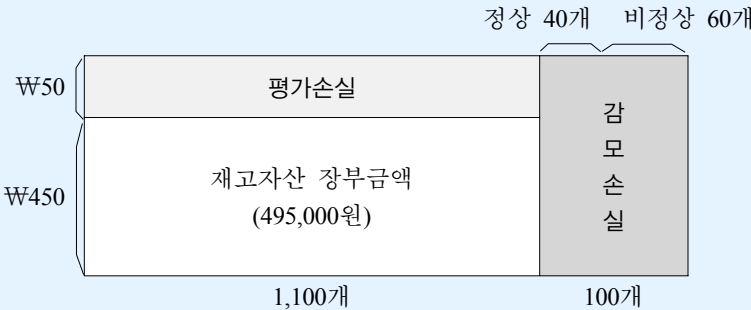 정상 40개 비정상 60개
₩50
평가손실
감
모
손
실
₩450
재고자산 장부금액
(495,000원)
1,100개
100개